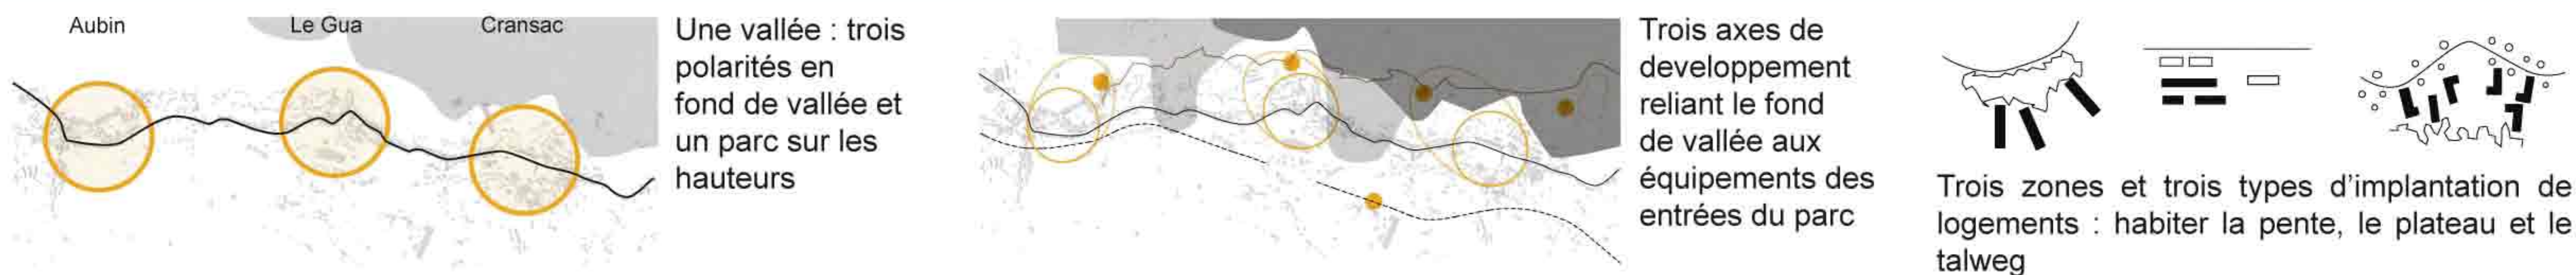 Aubin
Le Gua
Cransac
Une vallée : trois
polarités en
fond de vallée et
un parc sur les
hauteurs
Trois axes de
developpement
reliant le fond
de vallée aux
équipements des
entrées du parc
Trois zones et trois types d’implantation de
logements : habiter la pente, le plateau et le
talweg